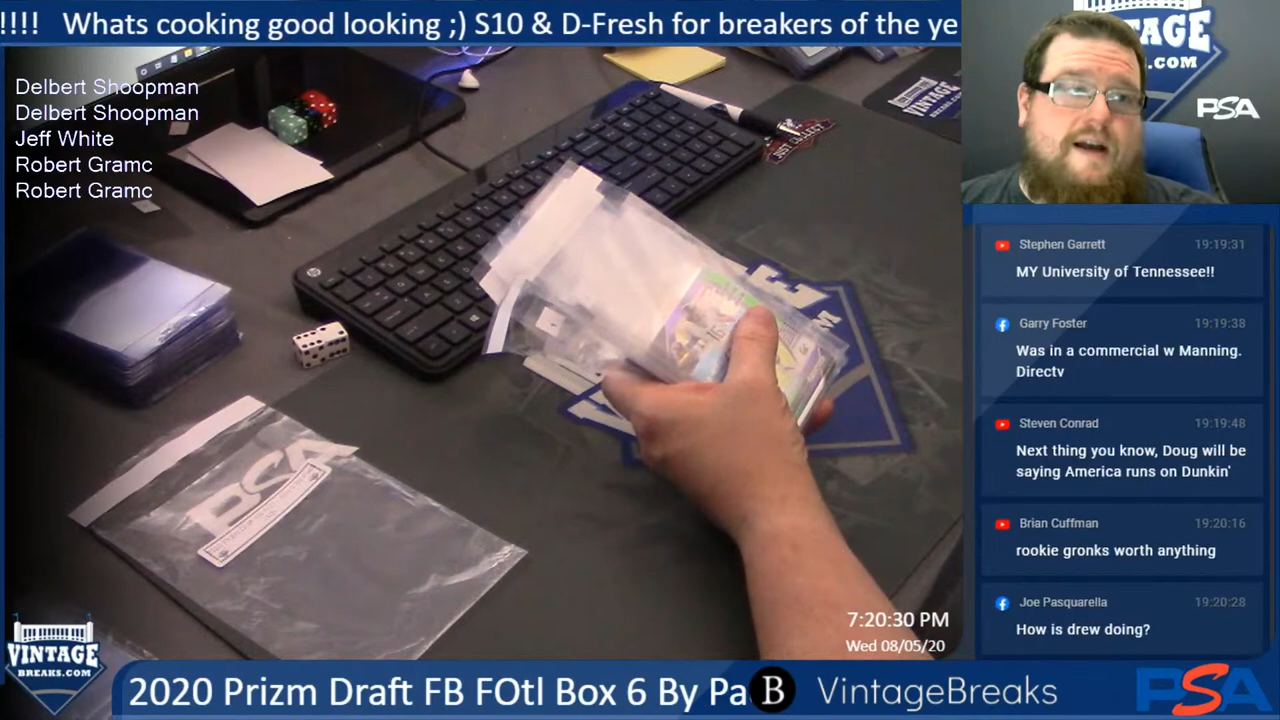 !!!! Whats cooking good looking ;) S10 & D-Fresh for breakers of the ye
Delbert Shoopman
Delbert Shoopman
Jeff White
Robert Gramc
Robert Gramc
VINTAGE
JUST COLLECT
VINTAGE
.COM
PSA
Stephen Garrett 19:19:31
MY University of Tennessee!!
Garry Foster 19:19:38
Was in a commercial w Manning.
Directv
Steven Conrad 19:19:48
Next thing you know, Doug will be
saying America runs on Dunkin'
Brian Cuffman 19:20:16
rookie gronks worth anything
Joe Pasquarella 19:20:28
How is drew doing?
hp
PSA
7:20:30 PM
Wed 08/05/20
VINTAGE
BREAKS.COM
2020 Prizm Draft FB FOtl Box 6 By Pa
B VintageBreaks
PSA